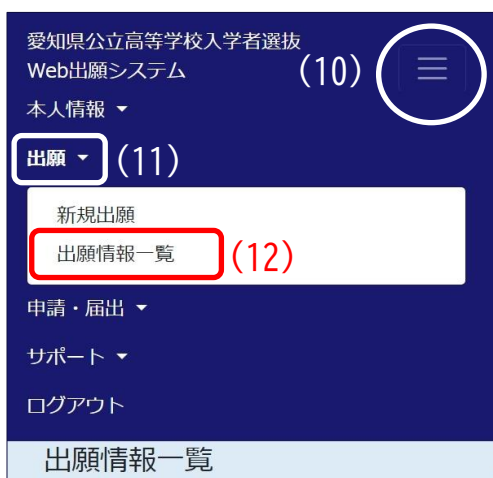 愛知県公立高等学校入学者選抜
Web出願システム
(10)
本人情報 ▼
出願 ▼
(11)
新規出願
出願情報一覧
(12)
申請・届出 ▼
サポート ▼
ログアウト
出願情報一覧